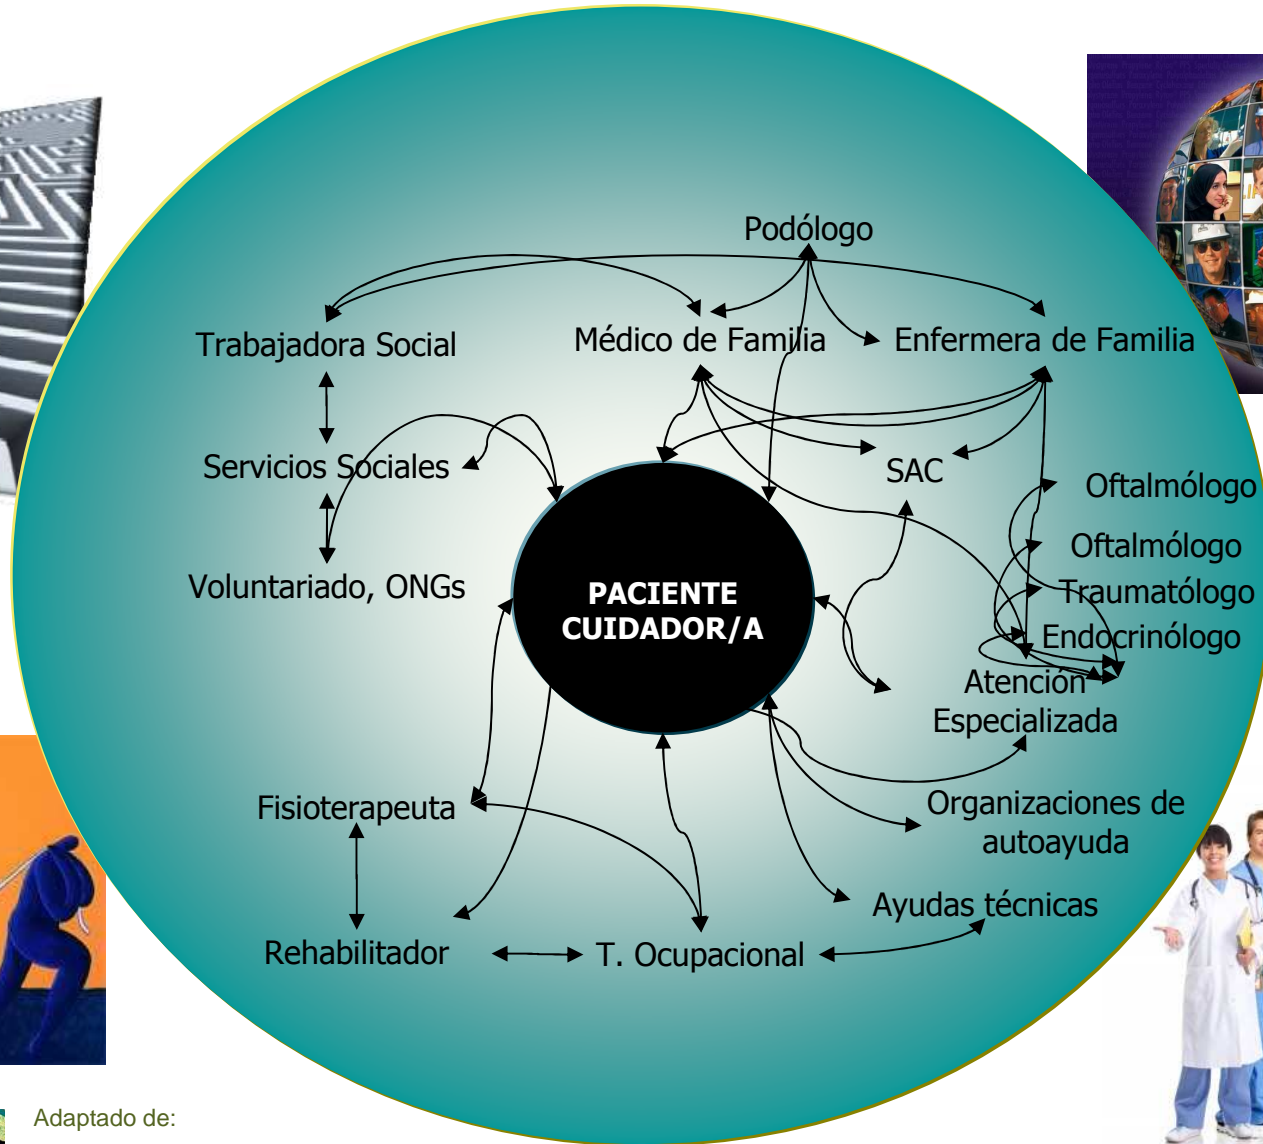 Podólogo
Trabajadora Social
Médico de Familia
Enfermera de Familia
Servicios Sociales
SAC
Oftalmólogo
Oftalmólogo
Voluntariado, ONGs
PACIENTE
CUIDADOR/A
Traumatólogo
Endocrinólogo
Atención
Especializada
Fisioterapeuta
Organizaciones de
autoayuda
Ayudas técnicas
Rehabilitador
T. Ocupacional
Adaptado de: